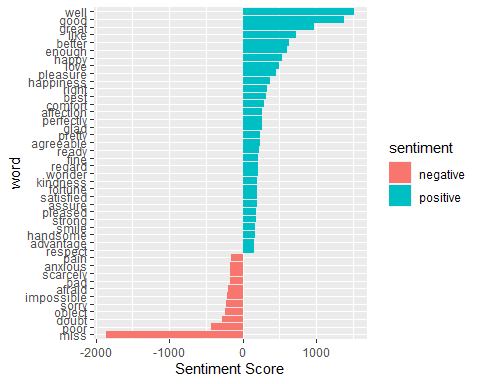 well
good
great
like
better
enough
happy
love
pleasure
happiness
right
best
comfort
affection
perfectly
glad
pretty
agreeable
ready
fine
regard
wonder
kindness
fortune
satisfied
assure
pleased
strong
smile
handsome
advantage
respect
pain
anxious
scarcely
bad
afraid
impossible
sorry
object
doubt
poor
miss
word
-2000 -1000 0 1000
Sentiment Score
sentiment
negative
positive